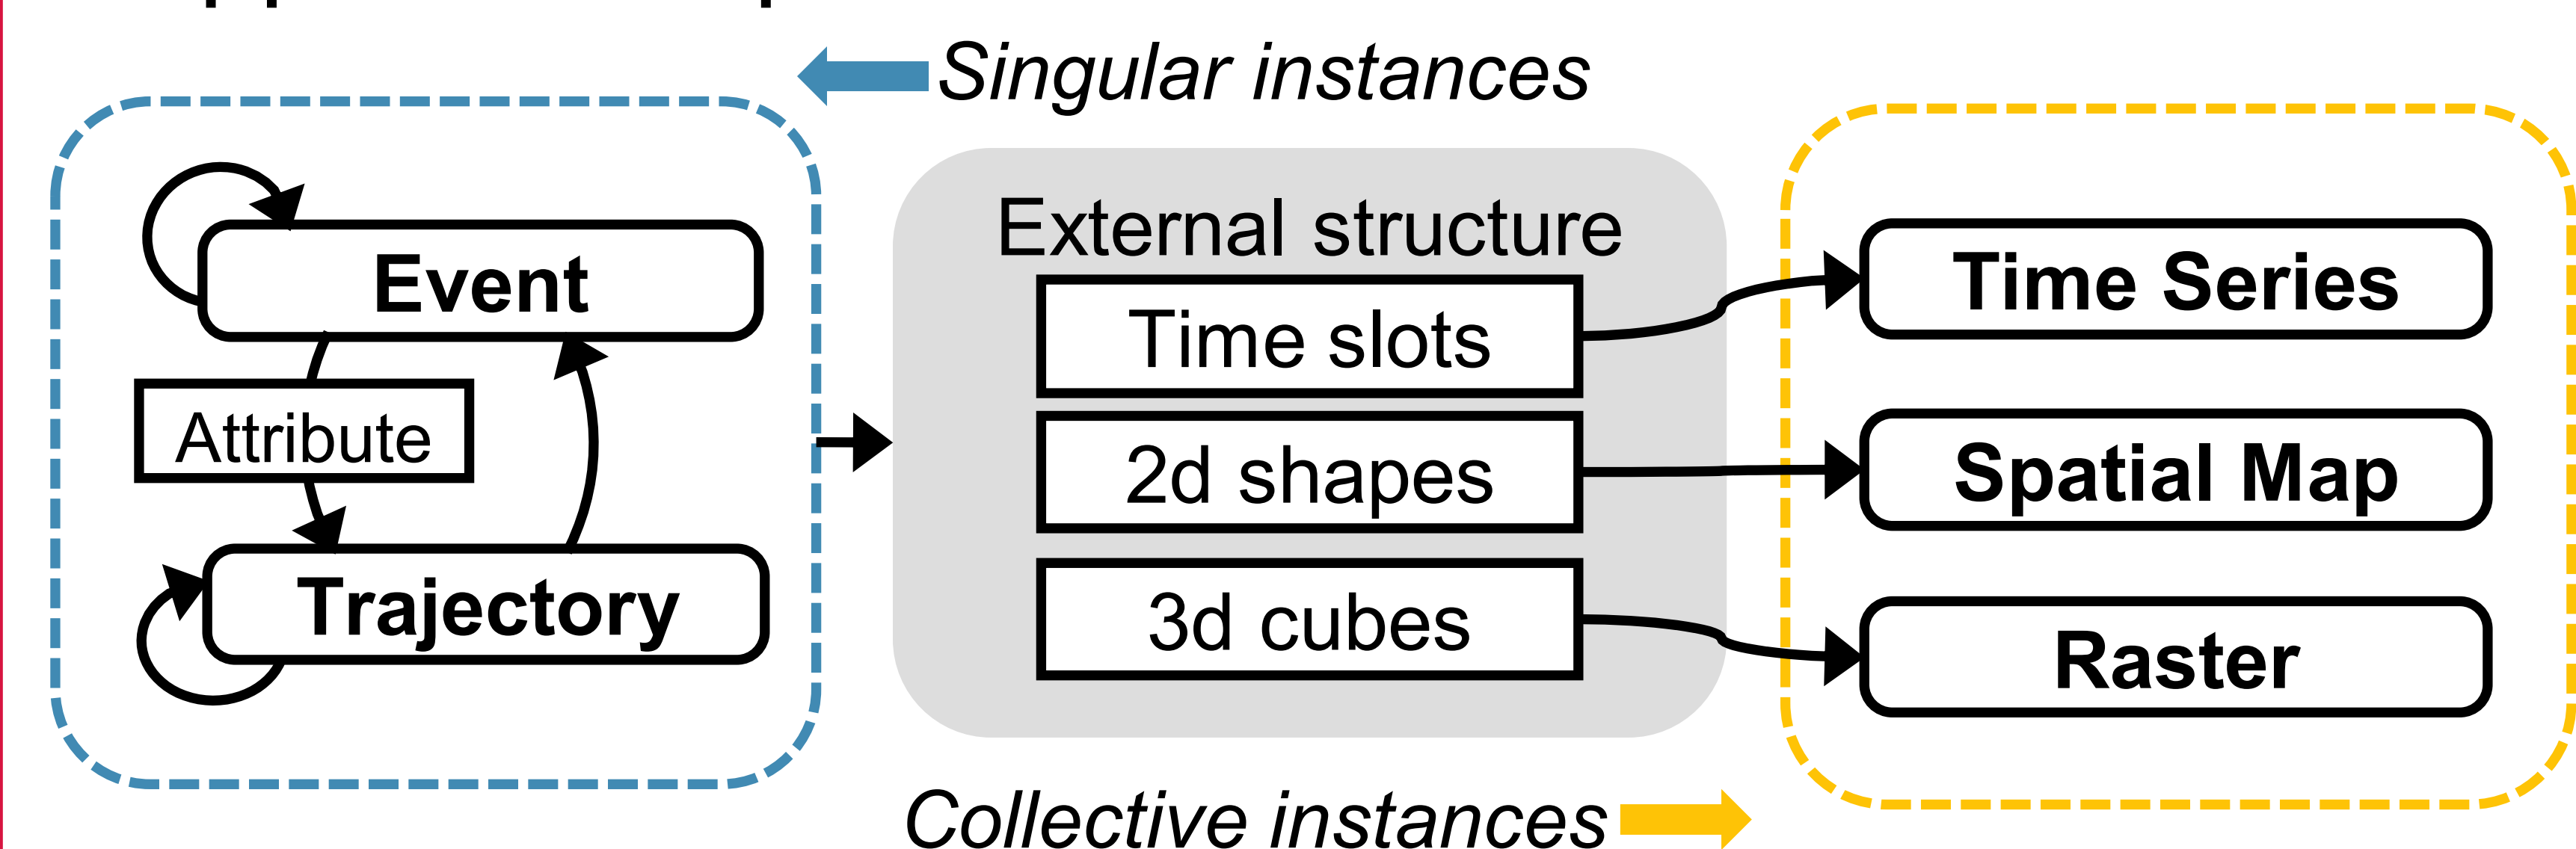 Singular instances
Event
Attribute
Trajectory
External structure
Time slots
2d shapes
3d cubes
Time Series
Spatial Map
Raster
Collective instances